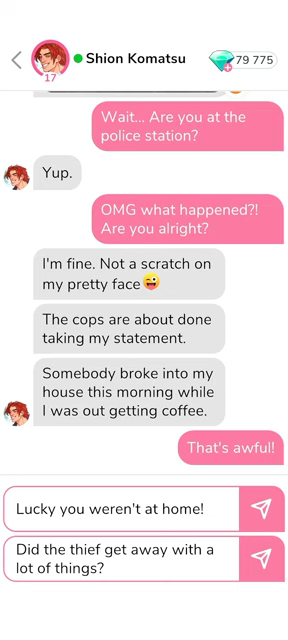 Shion Komatsu
79 775
17
Wait... Are you at the
police station?
Yup.
OMG what happened?!
Are you alright?
I'm fine. Not a scratch on
my pretty face😜
The cops are about done
taking my statement.
Somebody broke into my
house this morning while
I was out getting coffee.
That's awful!
Lucky you weren't at home!
Did the thief get away with a
lot of things?